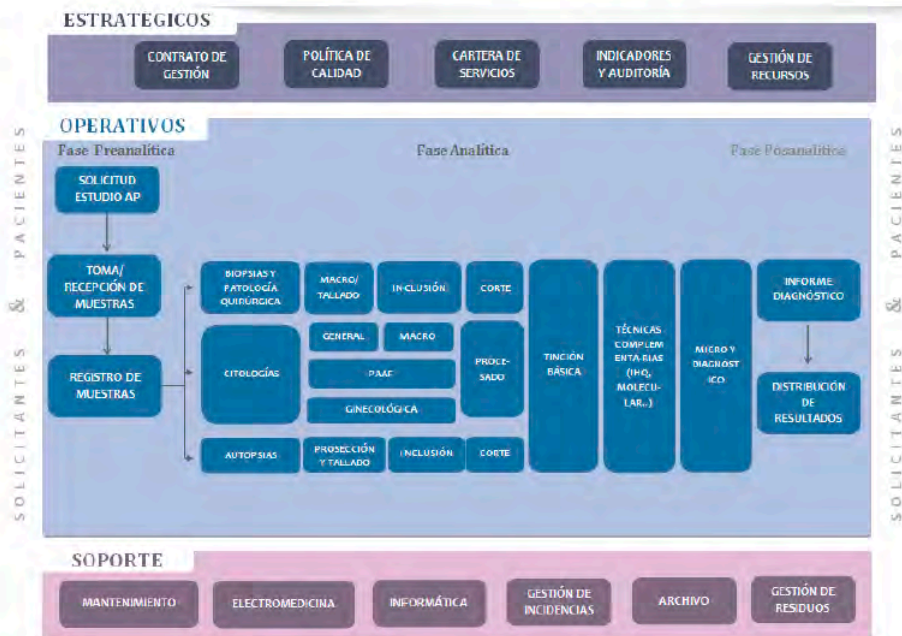 ESTRATEGICOS
CONTRATO DE
GESTIÓN
POLÍTICA DE
CALIDAD
CARTERA DE
SERVICIOS
INDICADORES
Y AUDITORÍA
GESTIÓN DE
RECURSOS
OPERATIVOS
Fase Preanalítica
Fase Analítica
Fase Posanalítica
SOLICITUD
ESTUDIO AP
TOMA/
RECEPCIÓN DE
MUESTRAS
REGISTRO DE
MUESTRAS
BIOPSIAS Y
PATOLOGÍA
QUIRÚRGICA
MACRO/
TALLADO
INCLUSIÓN
CORTE
CITOLOGÍAS
GENERAL
MACRO
PAAF
GINECOLÓGICA
PROCE-
SADO
AUTOPSIAS
PROSECCIÓN
Y TALLADO
INCLUSIÓN
CORTE
TINCIÓN
BÁSICA
TÉCNICAS
COMPLEM
ENTA-RIAS
(IHQ,
MOLECU-
LAR..)
MICRO Y
DIAGNÓST
ICO
INFORME
DIAGNÓSTICO
DISTRIBUCIÓN
DE
RESULTADOS
SOPORTE
MANTENIMIENTO
ELECTROMEDICINA
INFORMÁTICA
GESTIÓN DE
INCIDENCIAS
ARCHIVO
GESTIÓN DE
RESIDUOS
SOLICITANTES & PACIENTES
SOLICITANTES & PACIENTES